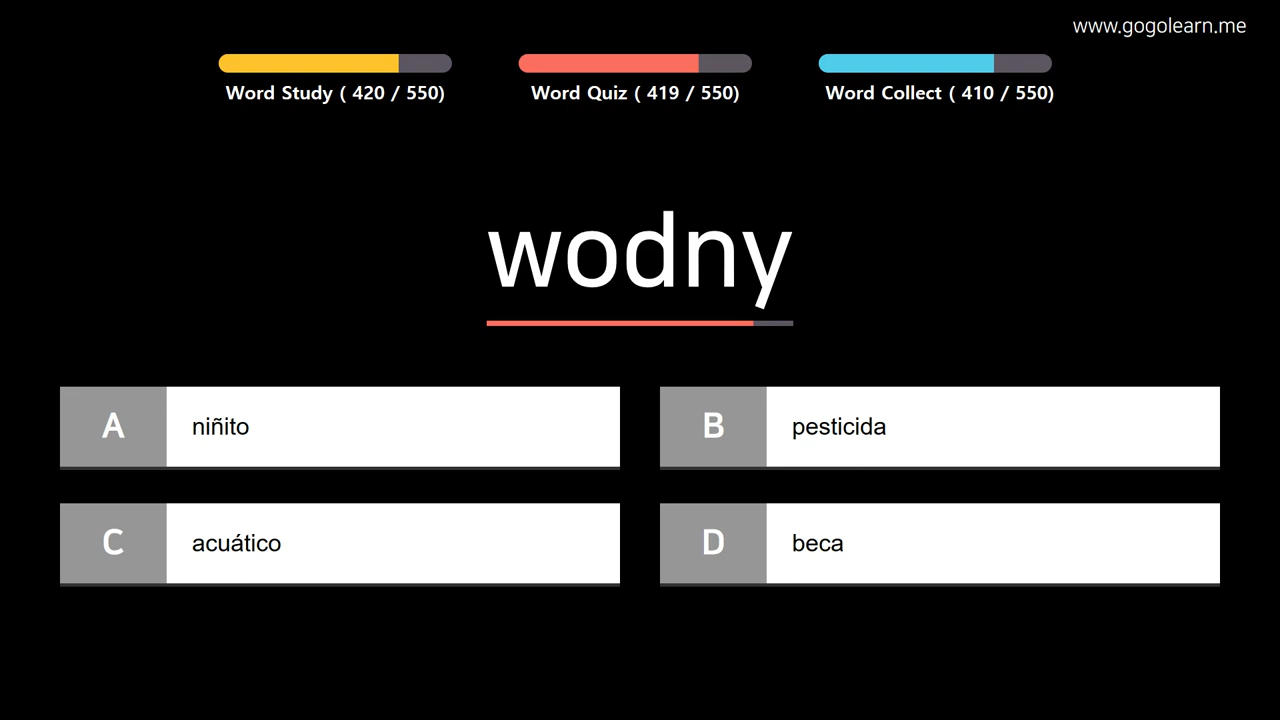 www.gogolearn.me
Word Study ( 420 / 550)
Word Quiz ( 419 / 550)
Word Collect ( 410 / 550)
wodny
A niñito
B pesticida
C acuático
D beca